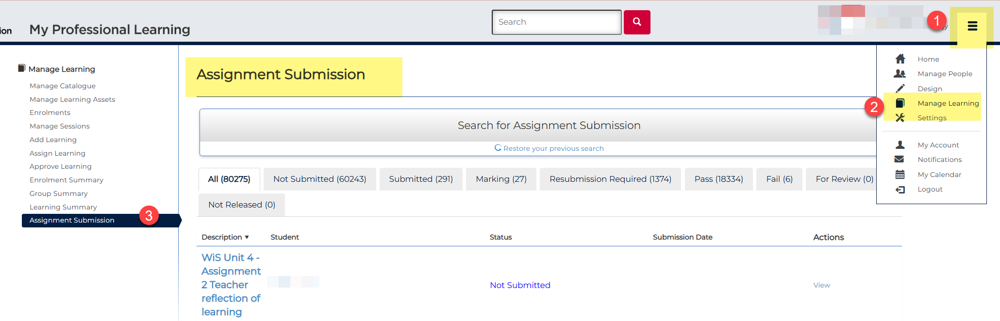 ion
My Professional Learning
Search
1
Manage Learning
Manage Catalogue
Manage Learning Assets
Enrolments
Manage Sessions
Add Learning
Assign Learning
Approve Learning
Enrolment Summary
Group Summary
Learning Summary
Assignment Submission
3
Assignment Submission
Search for Assignment Submission
Restore your previous search
All (80275)
Not Submitted (60243)
Submitted (291)
Marking (27)
Resubmission Required (1374)
Pass (18334)
Fail (6)
For Review (0)
Not Released (0)
Description ▼ Student Status Submission Date Actions
WiS Unit 4 -
Assignment
2 Teacher
reflection of
learning
Not Submitted
View
Home
Manage People
Design
2
Manage Learning
Settings
My Account
Notifications
My Calendar
Logout